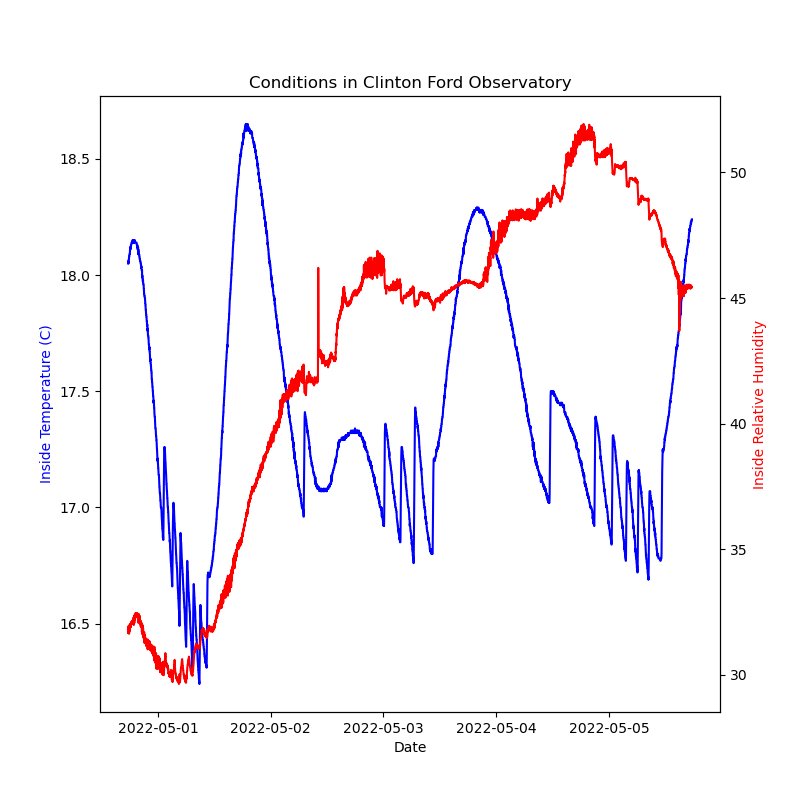 Conditions in Clinton Ford Observatory
Inside Temperature (C)
18.5
18.0
17.5
17.0
16.5
50
45
40
35
30
Inside Relative Humidity
2022-05-01 2022-05-02 2022-05-03 2022-05-04 2022-05-05
Date